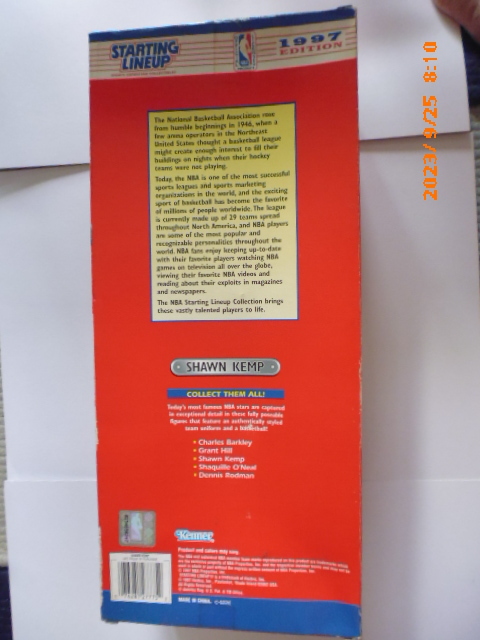 STARTING
LINEUP
NBA
1997
EDITION
2023/ 9/25 8:10
The National Basketball Association rose
from humble beginnings in 1946, when a
few arena operators in the Northeast
United States thought a basketball league
might create enough interest to fill their
buildings on nights when their hockey
teams were not playing.
Today, the NBA is one of the most successful
sports leagues and sports marketing
organizations in the world, and the exciting
sport of basketball has become the favorite
of millions of people worldwide. The league
is currently made up of 29 teams spread
throughout North America, and NBA players
are some of the most popular and
recognizable personalities throughout the
world. NBA fans enjoy keeping up-to-date
with their favorite players watching NBA
games on television all over the globe,
viewing their favorite NBA videos and
reading about their exploits in magazines
and newspapers.
The NBA Starting Lineup Collection brings
these vastly talented players to life.
SHAWN KEMP
COLLECT THEM ALL!
Today's most famous NBA stars are captured
in exceptional detail in these fully poseable
figures that feature an authentically styled
team uniform and a basketball!
• Charles Barkley
• Grant Hill
• Shawn Kemp
• Shaquille O'Neal
• Dennis Rodman
Kenner
Product and colors may vary.
MADE IN CHINA.